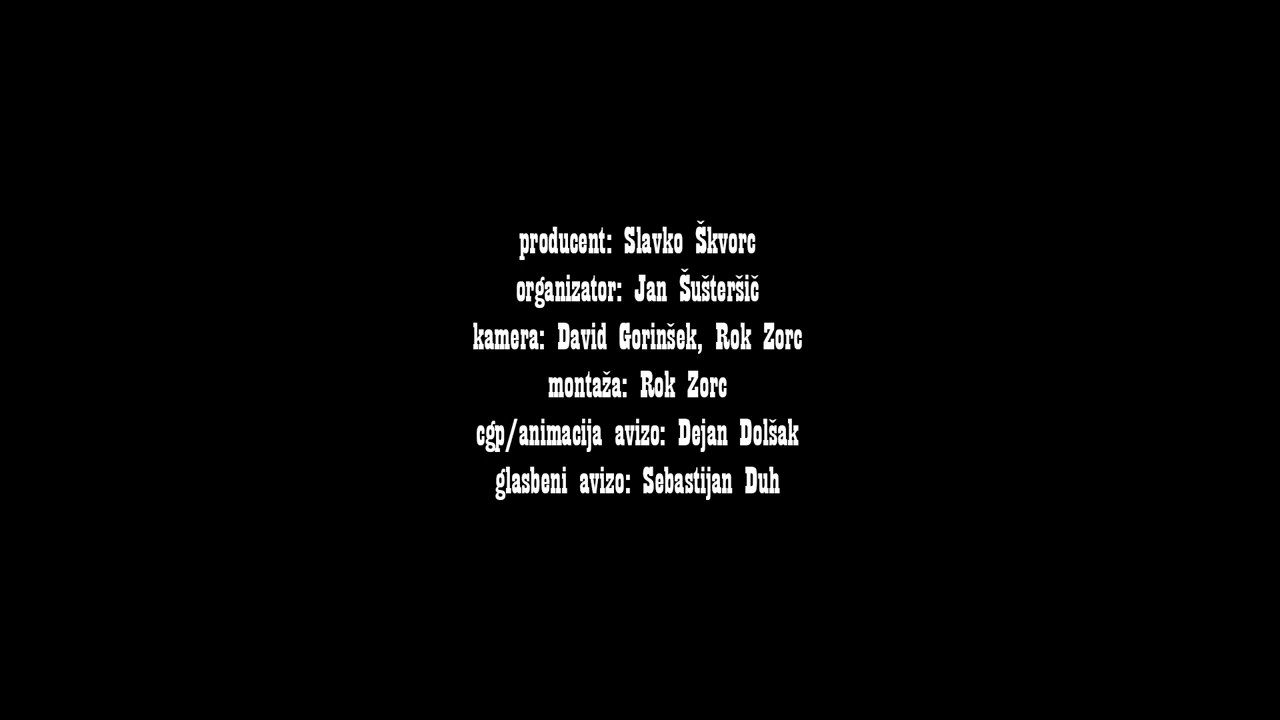 producent: Slavko Škvorc
organizator: Jan Šušteršič
kamera: David Gorinšek, Rok Zorc
montaža: Rok Zorc
cgp/animacija avizo: Dejan Dolšak
glasbeni avizo: Sebastijan Duh